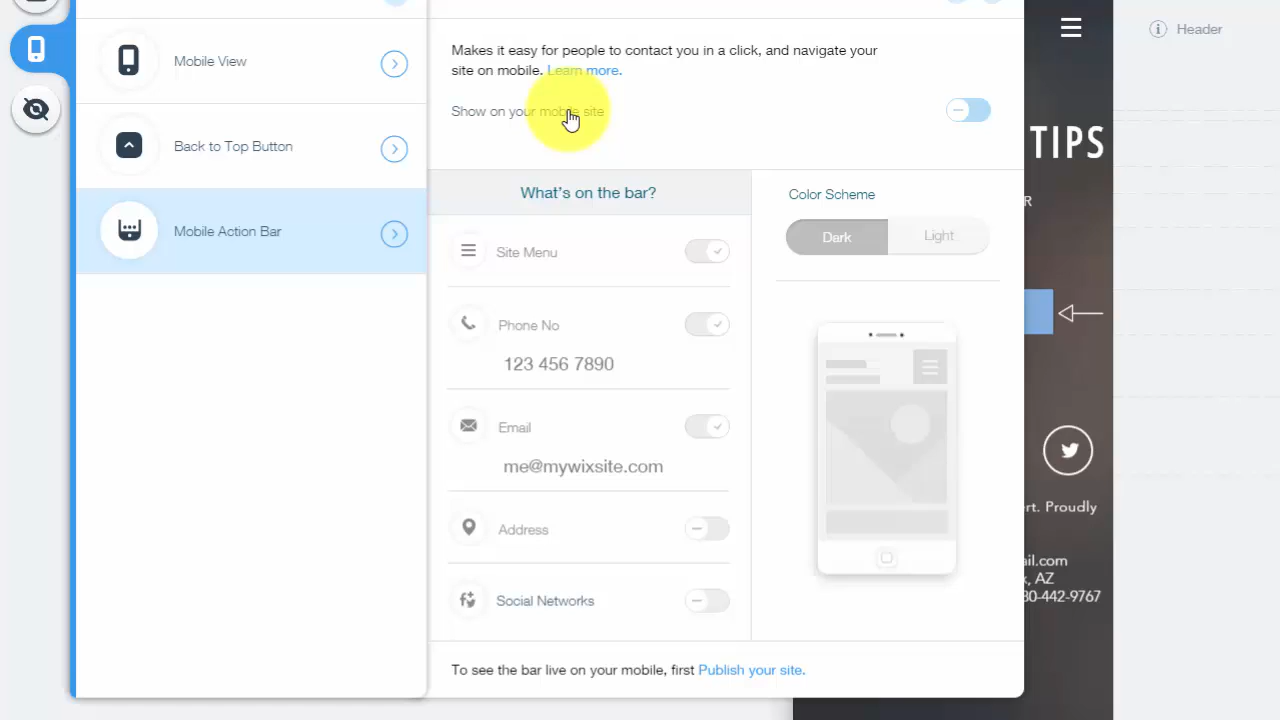 Mobile View
Back to Top Button
Mobile Action Bar
Makes it easy for people to contact you in a click, and navigate your
site on mobile. Learn more.
Show on your mobile site
What's on the bar?
Site Menu
Phone No
123 456 7890
Email
me@mywixsite.com
Address
Social Networks
Color Scheme
Dark
Light
To see the bar live on your mobile, first Publish your site.
Header
TIPS
R
rt. Proudly
ail.com
x, AZ
80-442-9767